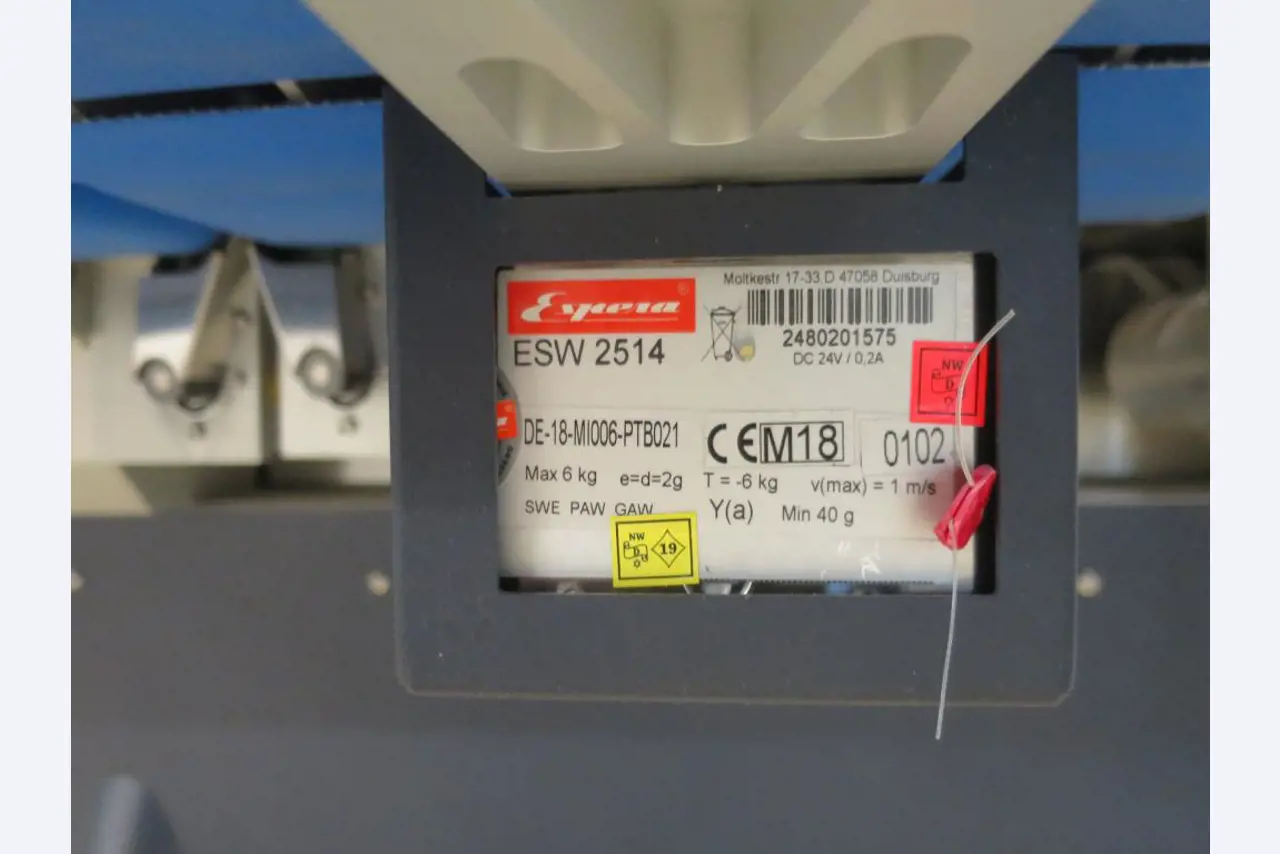 Moltkestr 17-33, D 47058 Duisburg
Espera ®
2480201575
ESW 2514
DC 24V / 0,2A
NW
D
DE-18-MI006-PTB021
CE M18
0102
Max 6 kg e=d=2g T = -6 kg v(max) = 1 m/s
SWE PAW GAW Y(a) Min 40 g
NW
D 19